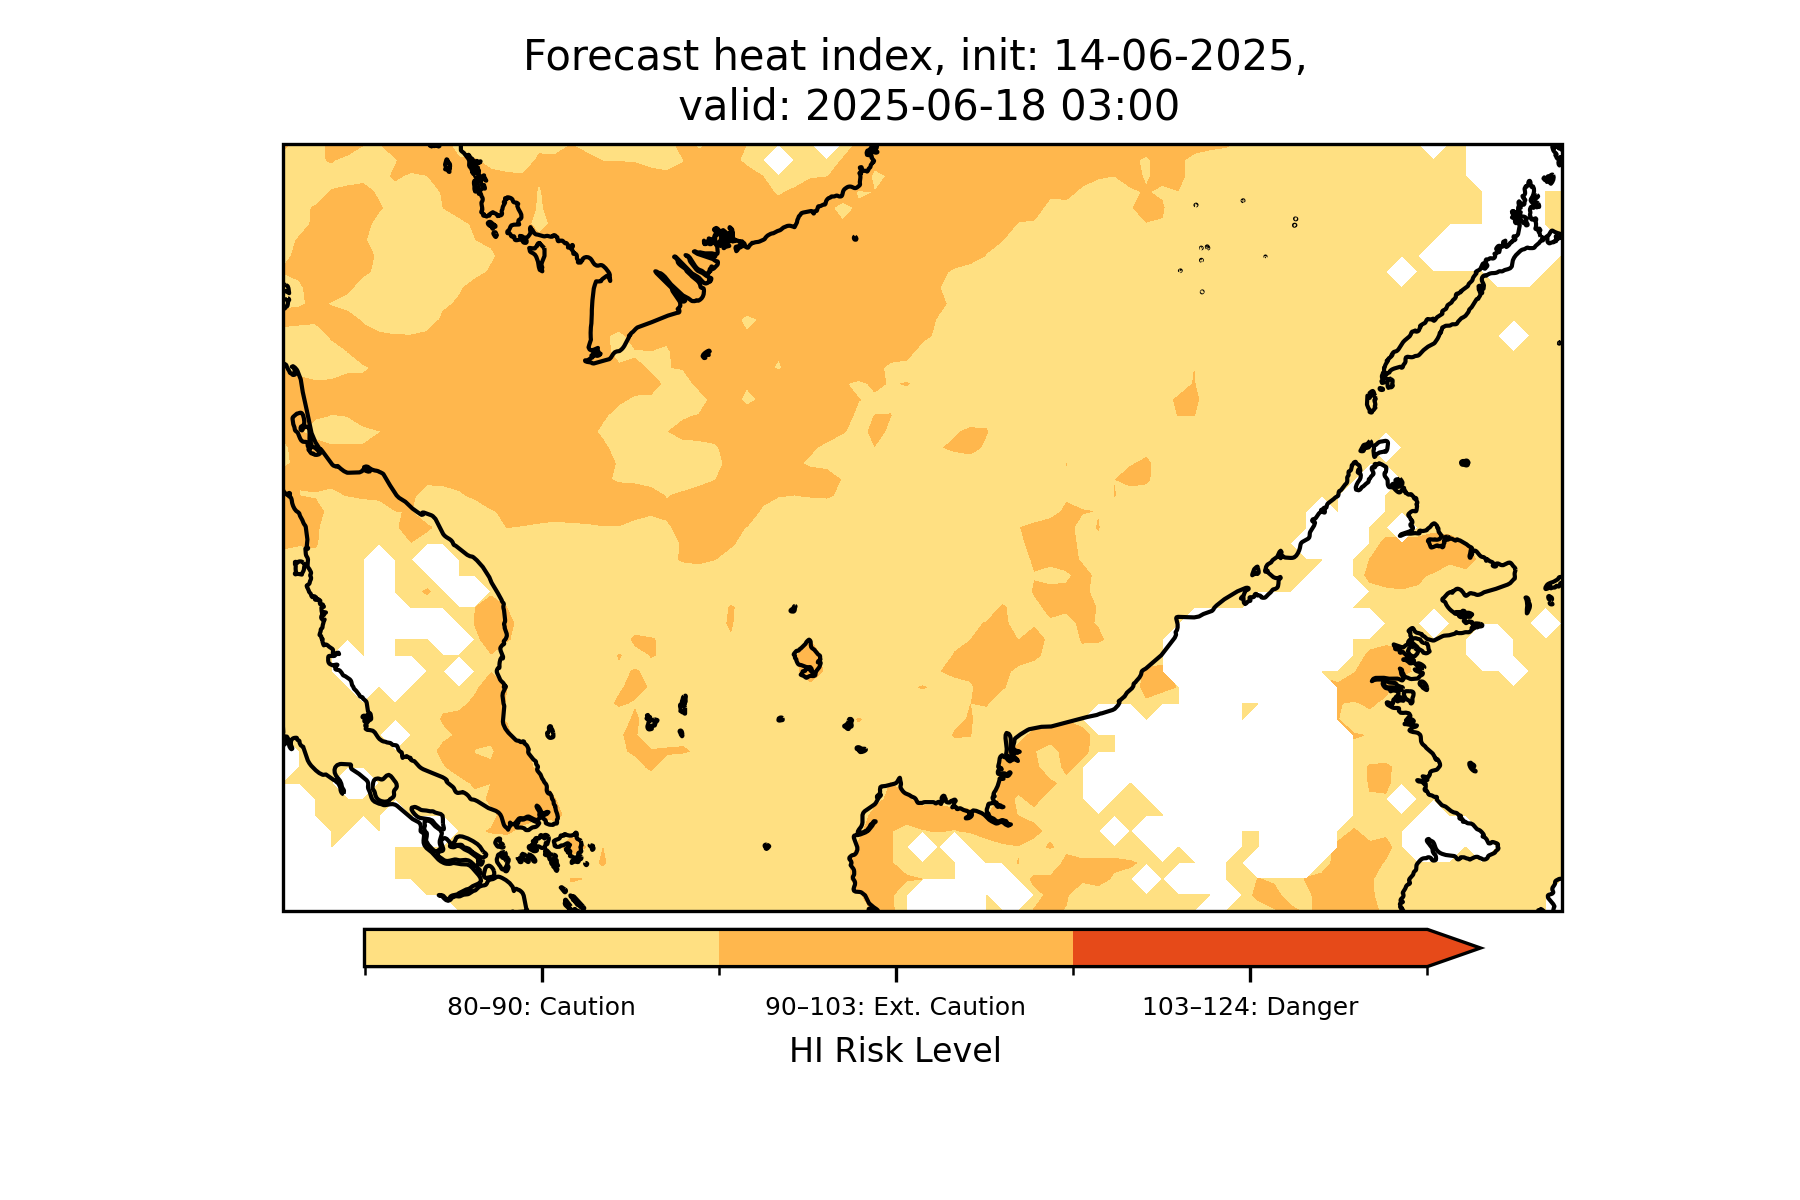 Forecast heat index, init: 14-06-2025,
valid: 2025-06-18 03:00
80–90: Caution
90–103: Ext. Caution
103–124: Danger
HI Risk Level